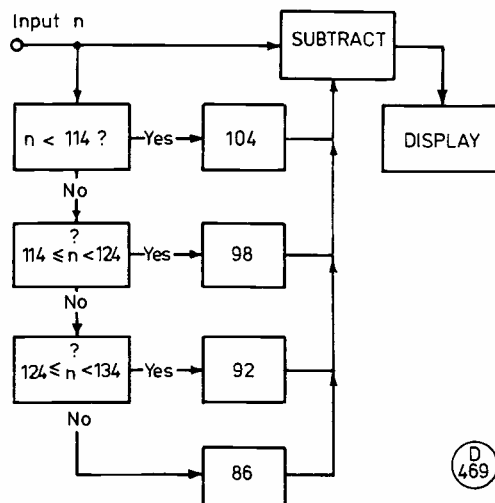 Input n
SUBTRACT
n < 114 ?
Yes
104
DISPLAY
No
?
114 ≤ n < 124
Yes
98
No
?
124 ≤ n < 134
Yes
92
No
86
D
469